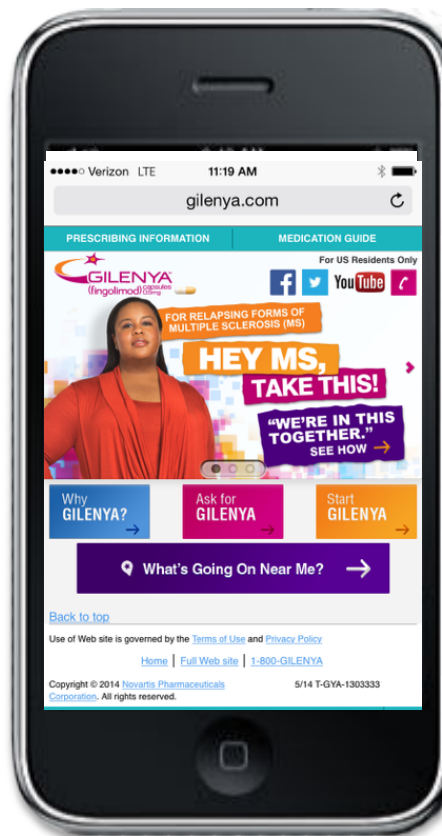 Verizon LTE 11:19 AM
gilenya.com
PRESCRIBING INFORMATION MEDICATION GUIDE
For US Residents Only
GILENYA
(fingolimod) capsules 0.5mg
YouTube
FOR RELAPSING FORMS OF
MULTIPLE SCLEROSIS (MS)
HEY MS,
TAKE THIS!
“WE’RE IN THIS
TOGETHER.”
SEE HOW
Why
GILENYA?
Ask for
GILENYA
Start
GILENYA
What's Going On Near Me?
Back to top
Use of Web site is governed by the Terms of Use and Privacy Policy
Home | Full Web site | 1-800-GILENYA
Copyright © 2014 Novartis Pharmaceuticals 5/14 T-GYA-1303333
Corporation. All rights reserved.